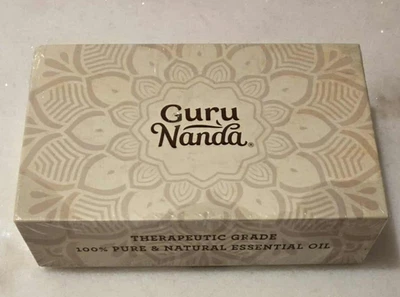 Guru
Nanda®
THERAPEUTIC GRADE
100% PURE & NATURAL ESSENTIAL OIL